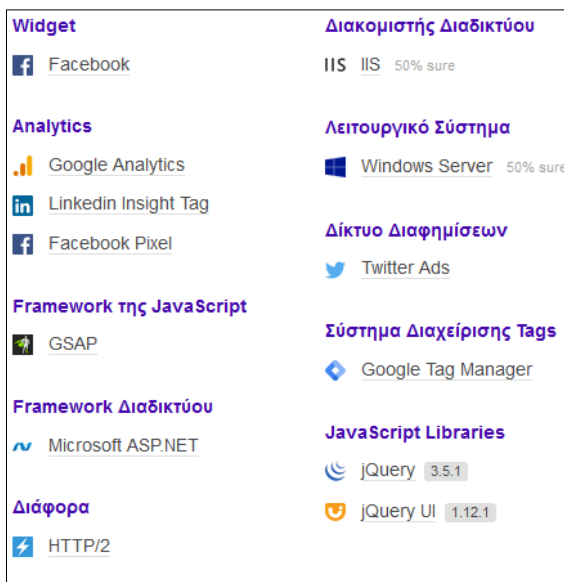 Widget
Facebook
Analytics
Google Analytics
Linkedin Insight Tag
Facebook Pixel
Framework της JavaScript
GSAP
Framework Διαδικτύου
Microsoft ASP.NET
Διάφορα
HTTP/2
Διακομιστής Διαδικτύου
IIS IIS 50% sure
Λειτουργικό Σύστημα
Windows Server 50% sure
Δίκτυο Διαφημίσεων
Twitter Ads
Σύστημα Διαχείρισης Tags
Google Tag Manager
JavaScript Libraries
jQuery 3.5.1
jQuery UI 1.12.1